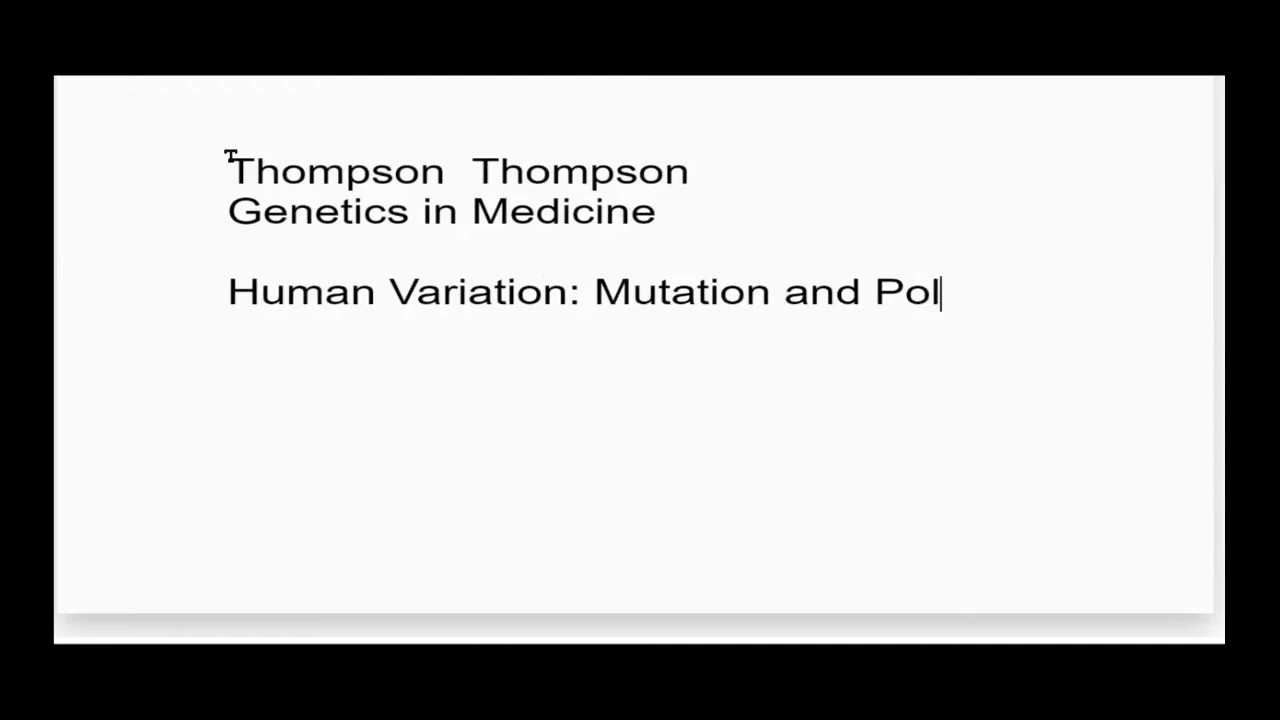 Thompson  Thompson
Genetics in Medicine
Human Variation: Mutation and Pol